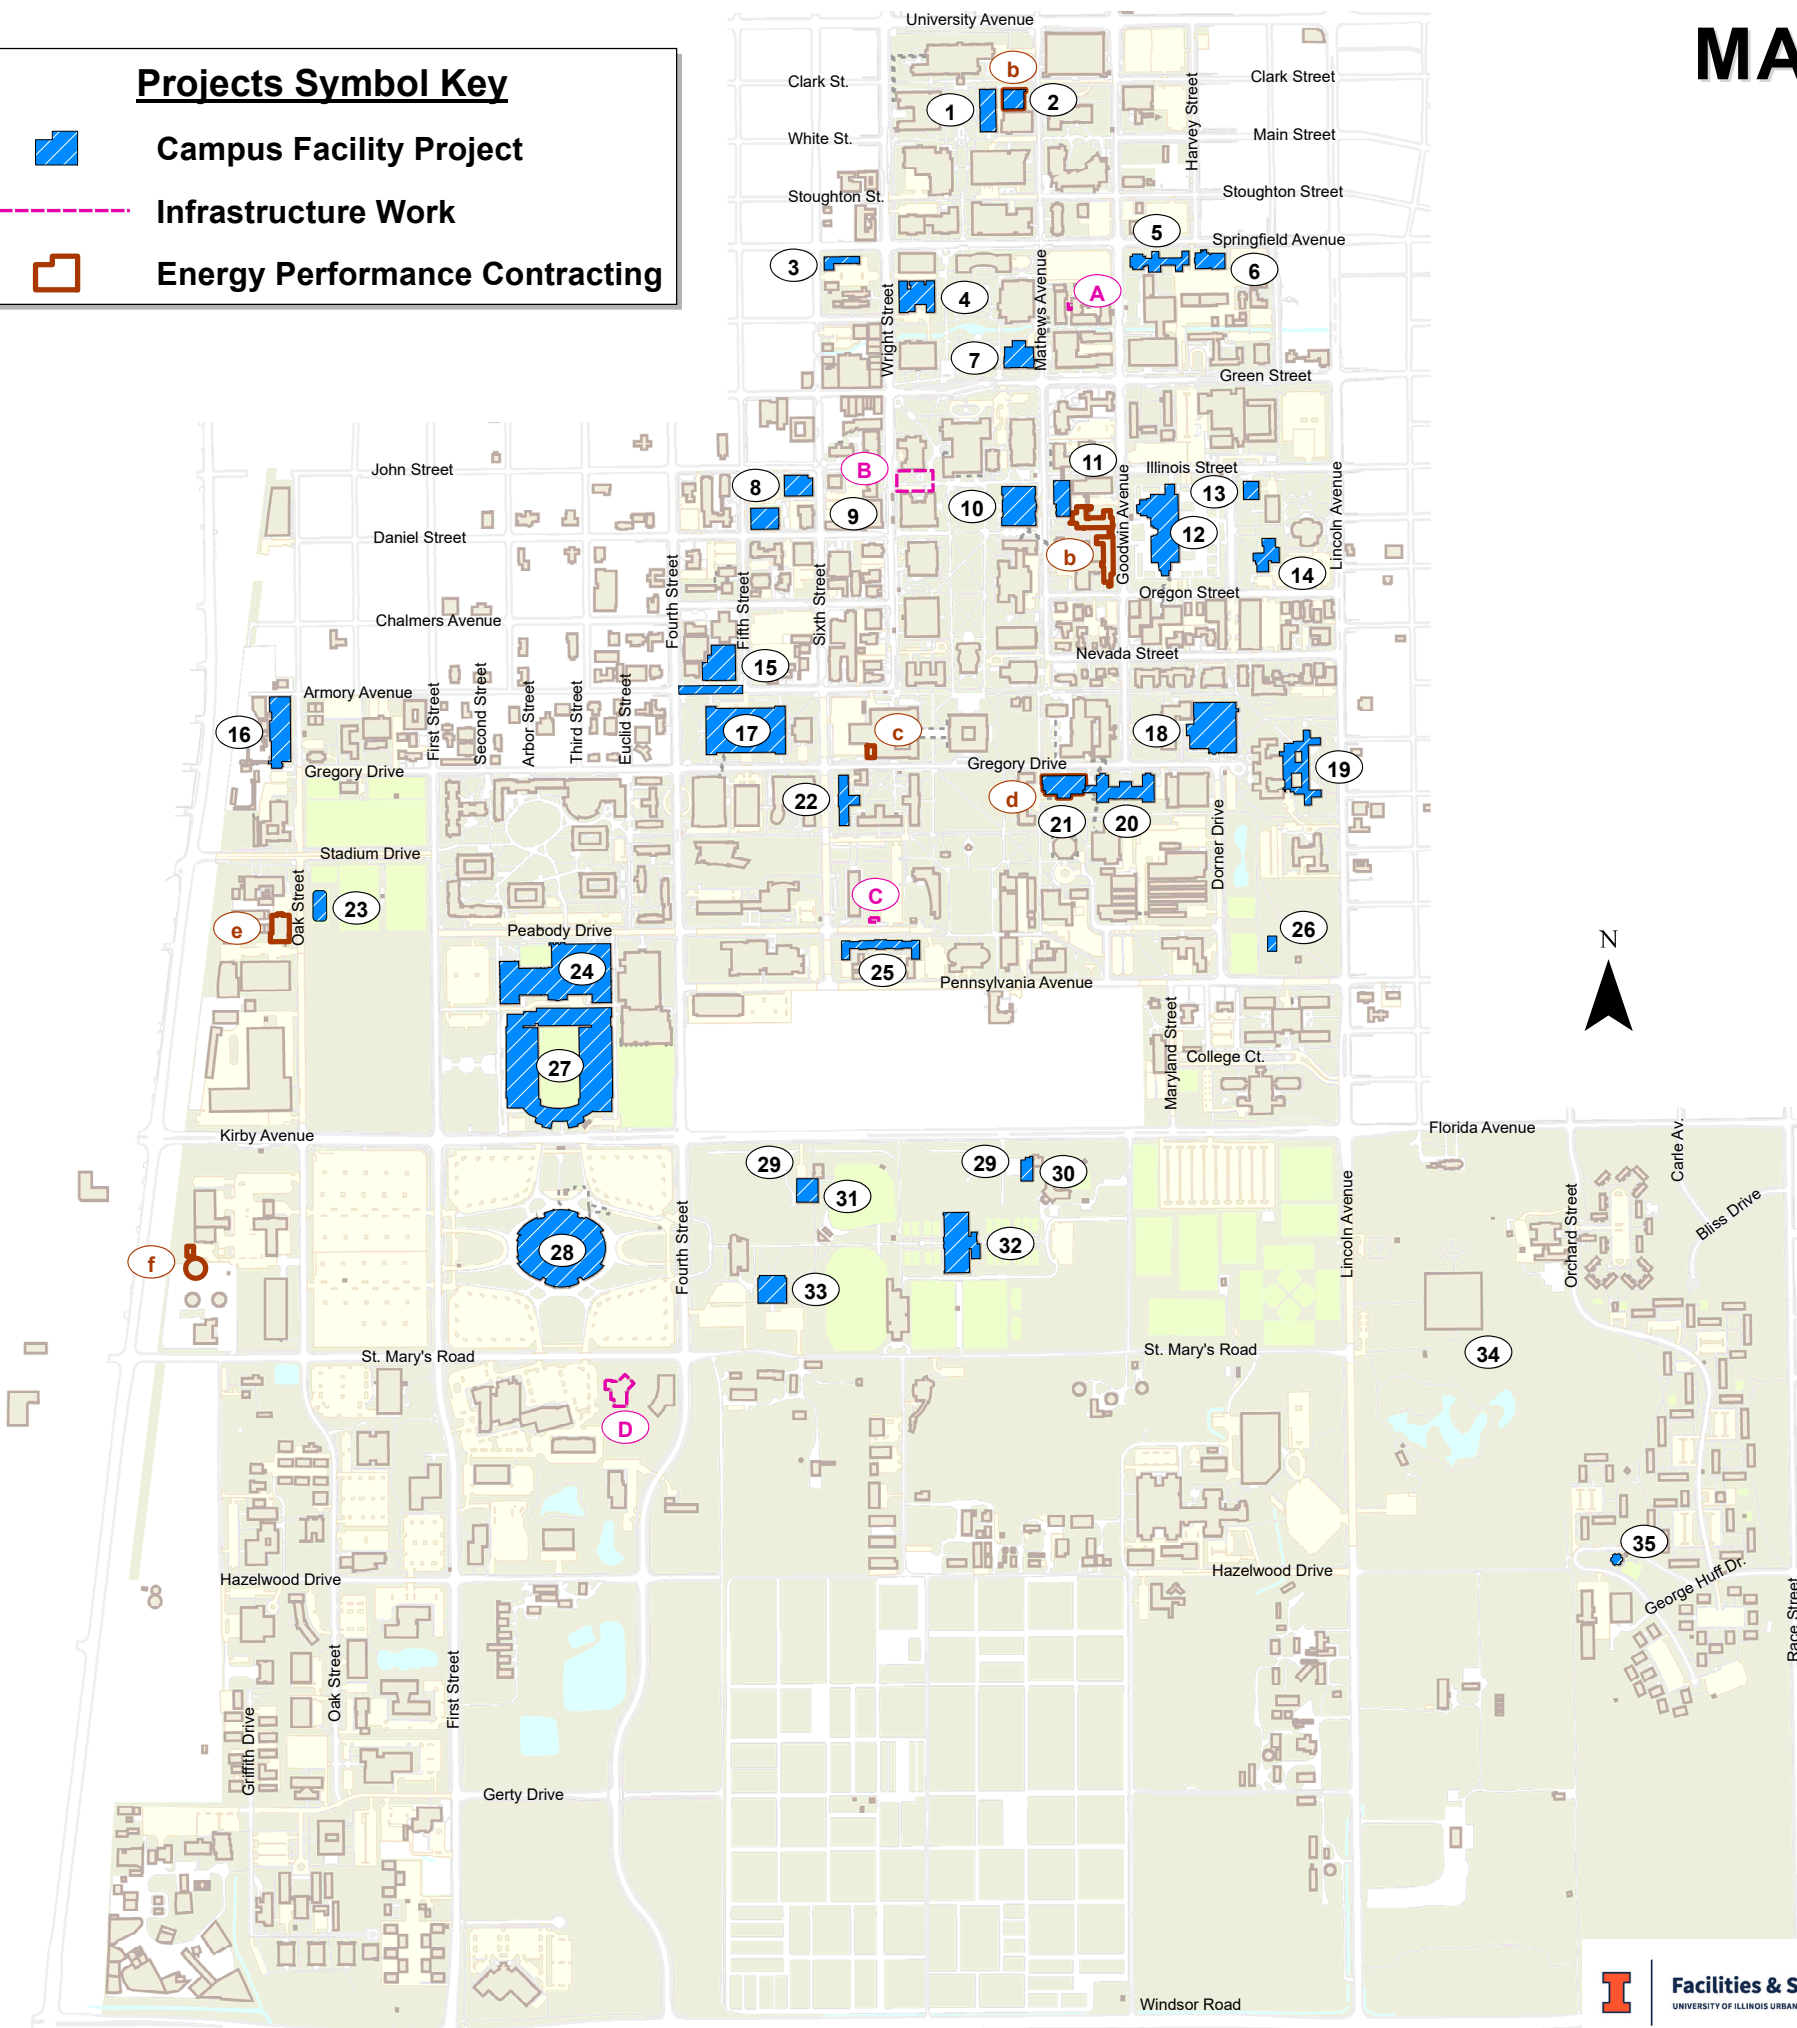 MA
Projects Symbol Key
Campus Facility Project
Infrastructure Work
Energy Performance Contracting
University Avenue
Clark St.
b
Clark Street
1
2
Harvey Street
White St.
Main Street
Stoughton St.
Stoughton Street
5
Springfield Avenue
3
6
Wright Street
4
Mathews Avenue
A
7
Green Street
John Street
B
11
Illinois Street
8
9
10
Goodwin Avenue
13
Lincoln Avenue
Daniel Street
12
b
14
Fourth Street
Fifth Street
Sixth Street
Oregon Street
Chalmers Avenue
Nevada Street
15
Armory Avenue
First Street
Second Street
Arbor Street
Third Street
Euclid Street
16
17
c
18
Gregory Drive
Gregory Drive
19
22
d
21
20
Dorner Drive
Stadium Drive
Oak Street
23
C
e
Peabody Drive
26
24
25
Pennsylvania Avenue
N
27
Maryland Street
College Ct.
Kirby Avenue
Florida Avenue
Carle Av.
29
31
29
30
Lincoln Avenue
Orchard Street
Bliss Drive
f
28
Fourth Street
32
33
St. Mary's Road
St. Mary's Road
34
D
35
Hazelwood Drive
Hazelwood Drive
George Huff Dr.
Race Street
Oak Street
First Street
Griffith Drive
Gerty Drive
Windsor Road
I
Facilities & S
UNIVERSITY OF ILLINOIS URBAN